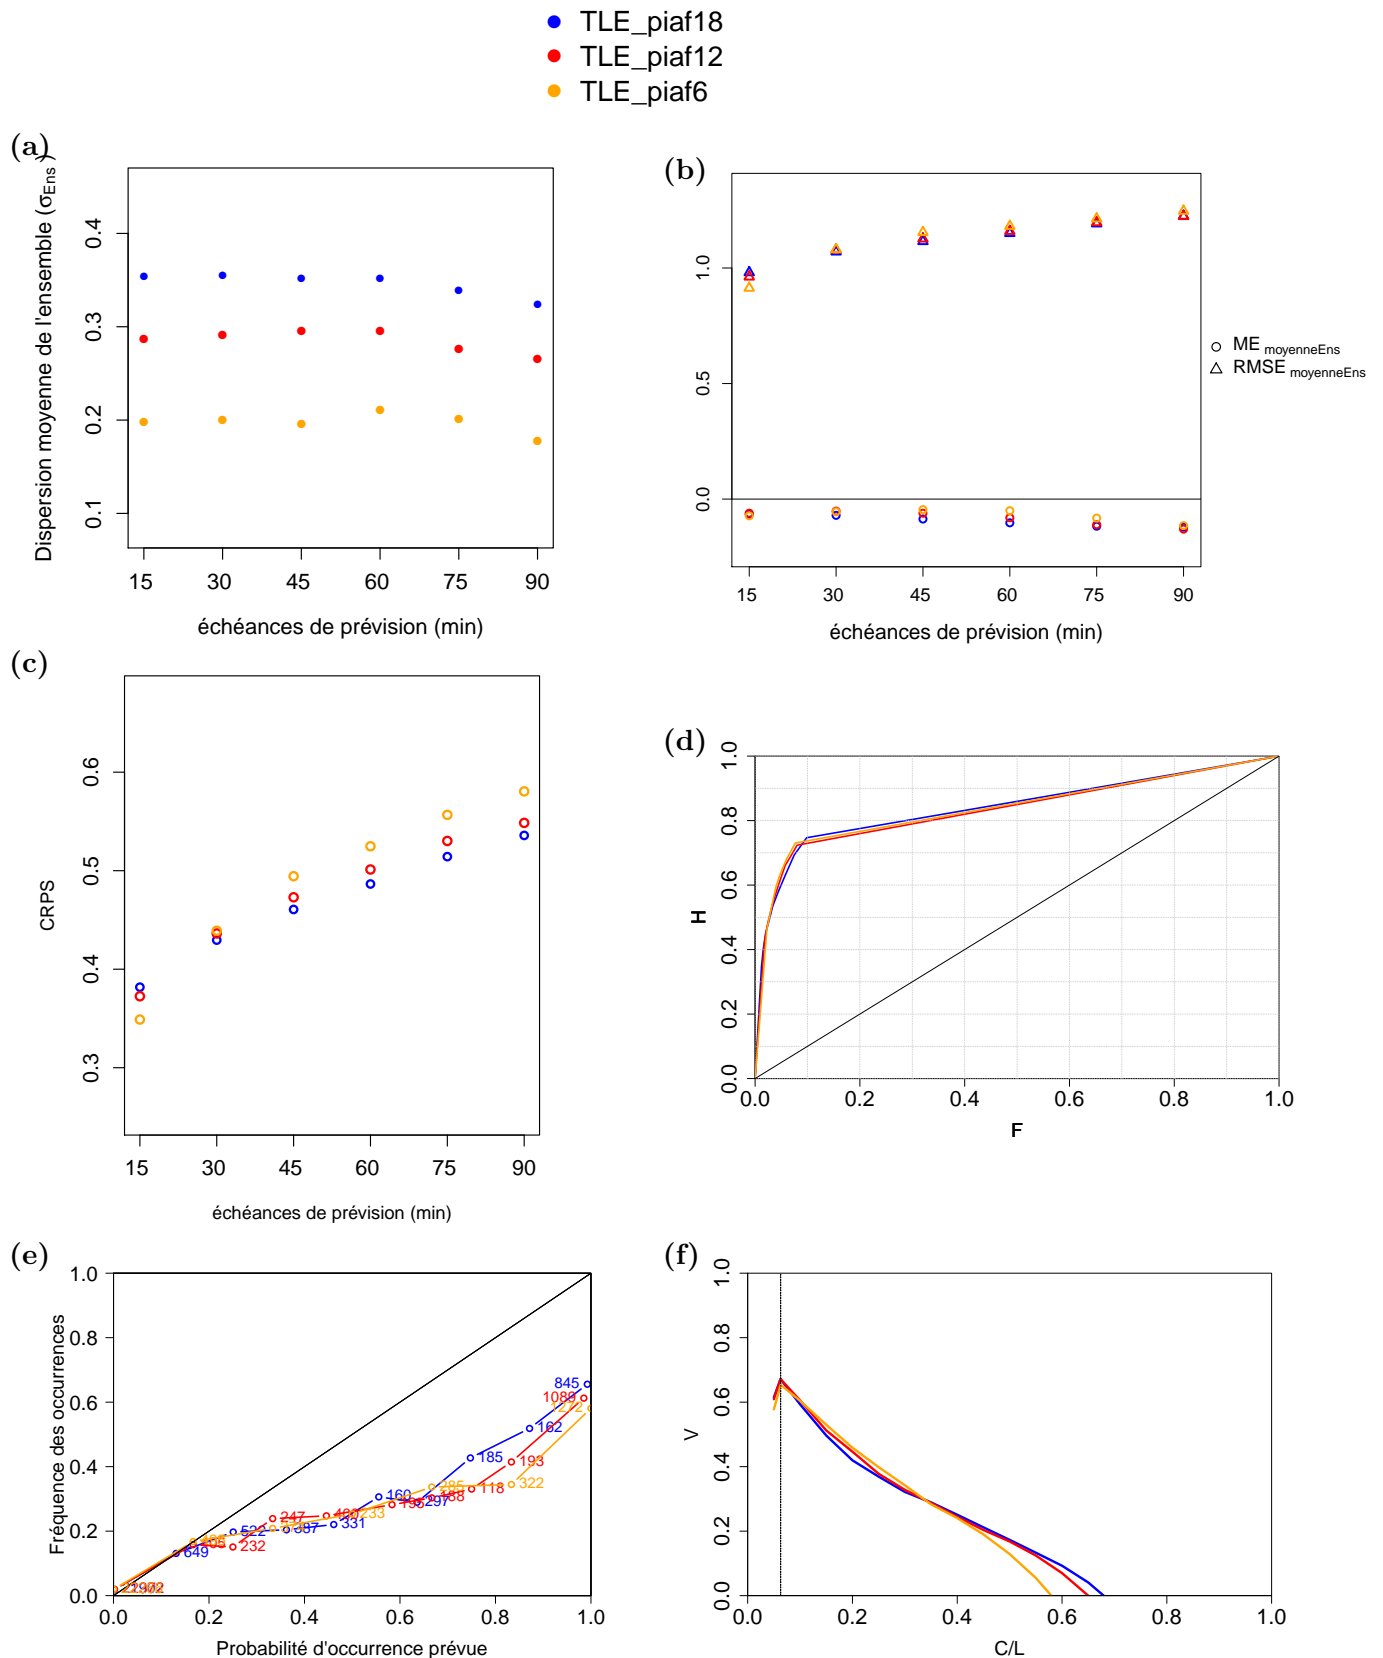 TLE_piaf18
TLE_piaf12
TLE_piaf6
(a)
Dispersion moyenne de l'ensemble (σEns)
0.4
0.3
0.2
0.1
15 30 45 60 75 90
échéances de prévision (min)
(b)
1.0
0.5
0.0
15 30 45 60 75 90
échéances de prévision (min)
ME moyenneEns
RMSE moyenneEns
(c)
CRPS
0.6
0.5
0.4
0.3
15 30 45 60 75 90
échéances de prévision (min)
(d)
H
1.0
0.8
0.6
0.4
0.2
0.0
0.0 0.2 0.4 0.6 0.8 1.0
F
(e)
Fréquence des occurrences
1.0
0.8
0.6
0.4
0.2
0.0
845
1089
1272
162
185
193
322
118
188
285
297
160
195
233
331
387
247
522
232
649
0.0 0.2 0.4 0.6 0.8 1.0
Probabilité d'occurrence prévue
(f)
V
1.0
0.8
0.6
0.4
0.2
0.0
0.0 0.2 0.4 0.6 0.8 1.0
C/L